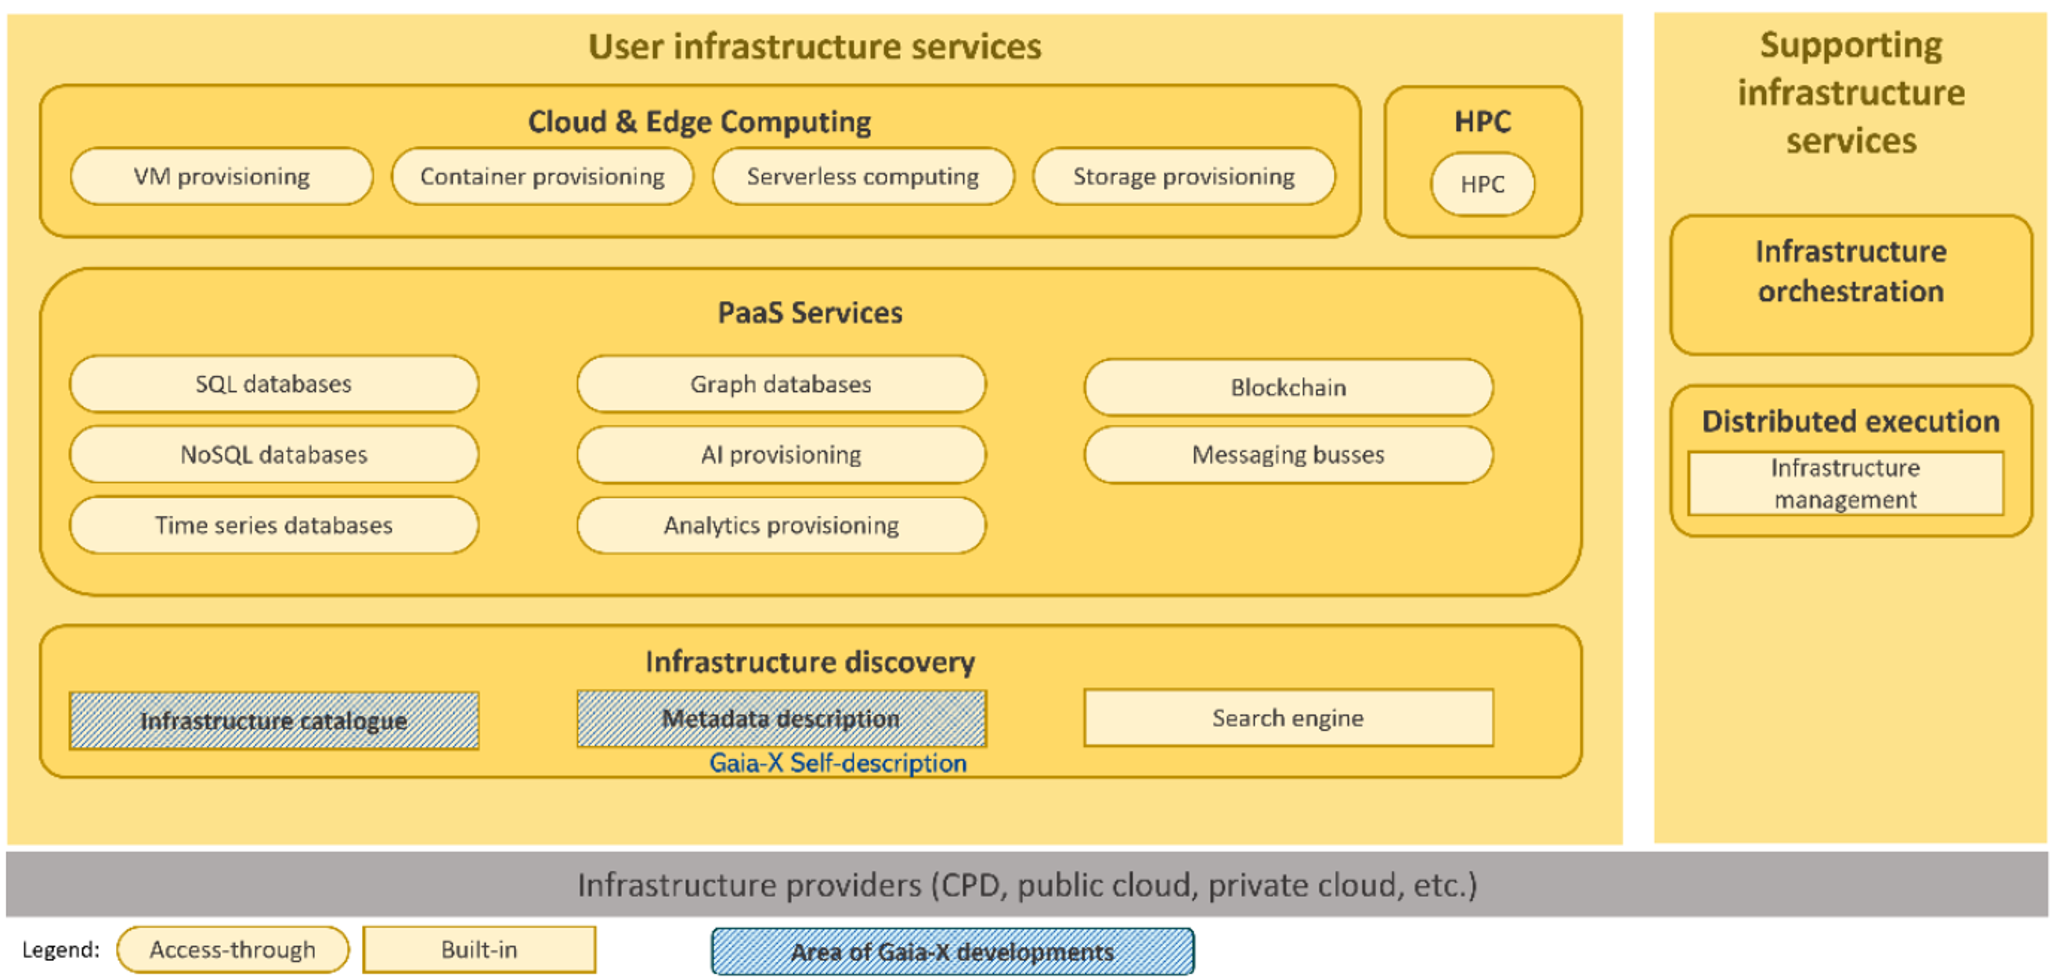 User infrastructure services
Supporting
infrastructure
services
Cloud & Edge Computing
VM provisioning
Container provisioning
Serverless computing
Storage provisioning
HPC
HPC
PaaS Services
SQL databases
Graph databases
Blockchain
NoSQL databases
AI provisioning
Messaging busses
Time series databases
Analytics provisioning
Infrastructure discovery
Infrastructure catalogue
Metadata description
Search engine
Gaia-X Self-description
Infrastructure
orchestration
Distributed execution
Infrastructure
management
Infrastructure providers (CPD, public cloud, private cloud, etc.)
Legend:
Access-through
Built-in
Area of Gaia-X developments